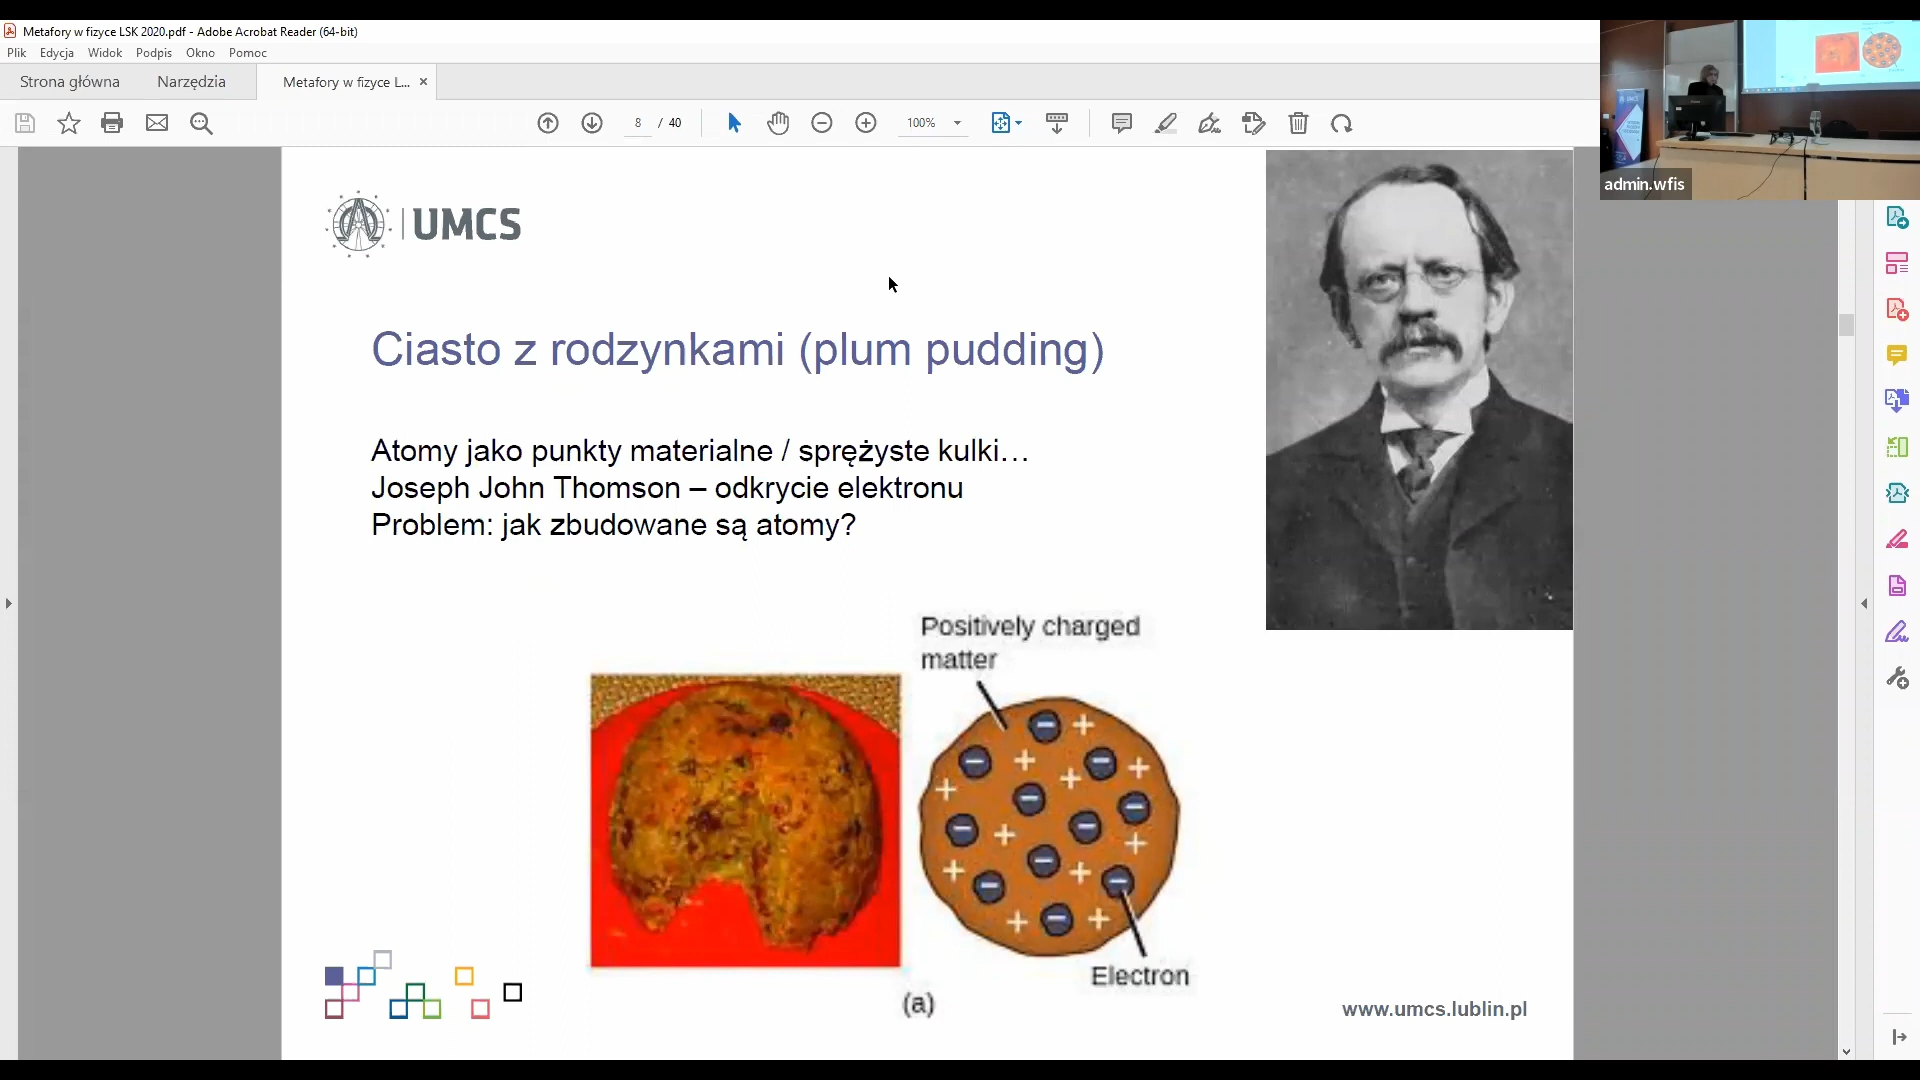 Metafory w fizyce LSK 2020.pdf - Adobe Acrobat Reader (64-bit)
Plik Edycja Widok Podpis Okno Pomoc
Strona główna Narzędzia Metafory w fizyce L... ×
8 / 40 100%
admin.wfis
UMCS
Ciasto z rodzynkami (plum pudding)
Atomy jako punkty materialne / sprężyste kulki…
Joseph John Thomson – odkrycie elektronu
Problem: jak zbudowane są atomy?
Positively charged
matter
Electron
(a)
www.umcs.lublin.pl